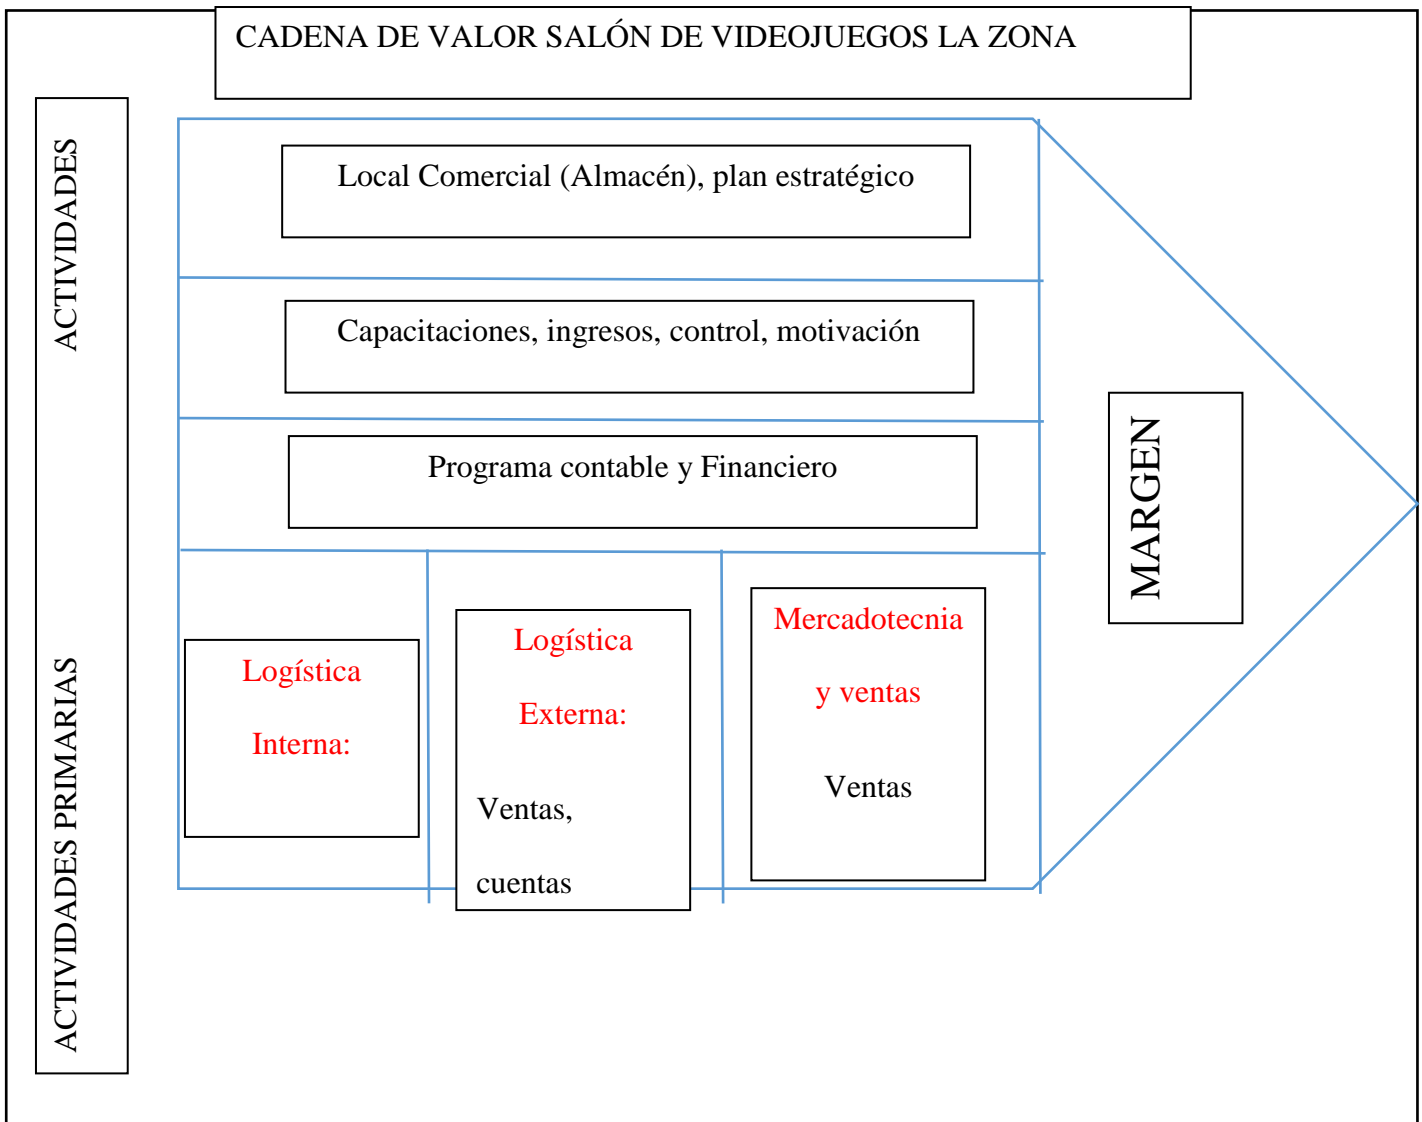 CADENA DE VALOR SALÓN DE VIDEOJUEGOS LA ZONA
ACTIVIDADES
Local Comercial (Almacén), plan estratégico
Capacitaciones, ingresos, control, motivación
Programa contable y Financiero
MARGEN
ACTIVIDADES PRIMARIAS
Logística
Interna:
Logística
Externa:
Ventas,
cuentas
Mercadotecnia
y ventas
Ventas